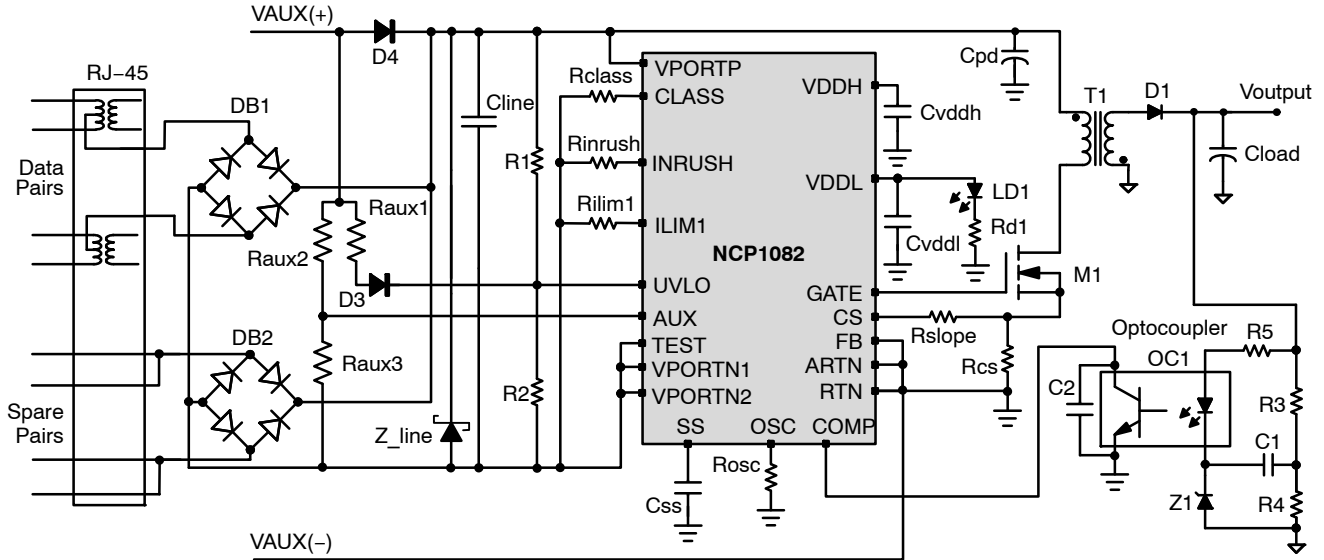 VAUX(+)
D4
RJ–45
DB1
Data
Pairs
Raux1
Raux2
D3
Raux3
DB2
Spare
Pairs
Z_line
Cline
R1
R2
Rclass
Rinrush
Rilim1
VPORTP
CLASS
INRUSH
ILIM1
NCP1082
UVLO
AUX
TEST
VPORTN1
VPORTN2
SS
OSC
COMP
VDDH
VDDL
GATE
CS
FB
ARTN
RTN
Css
Rosc
Cvddh
Cvddl
LD1
Rd1
Cpd
T1
D1
Voutput
Cload
M1
Rslope
Rcs
Optocoupler
OC1
C2
R5
R3
C1
Z1
R4
VAUX(–)